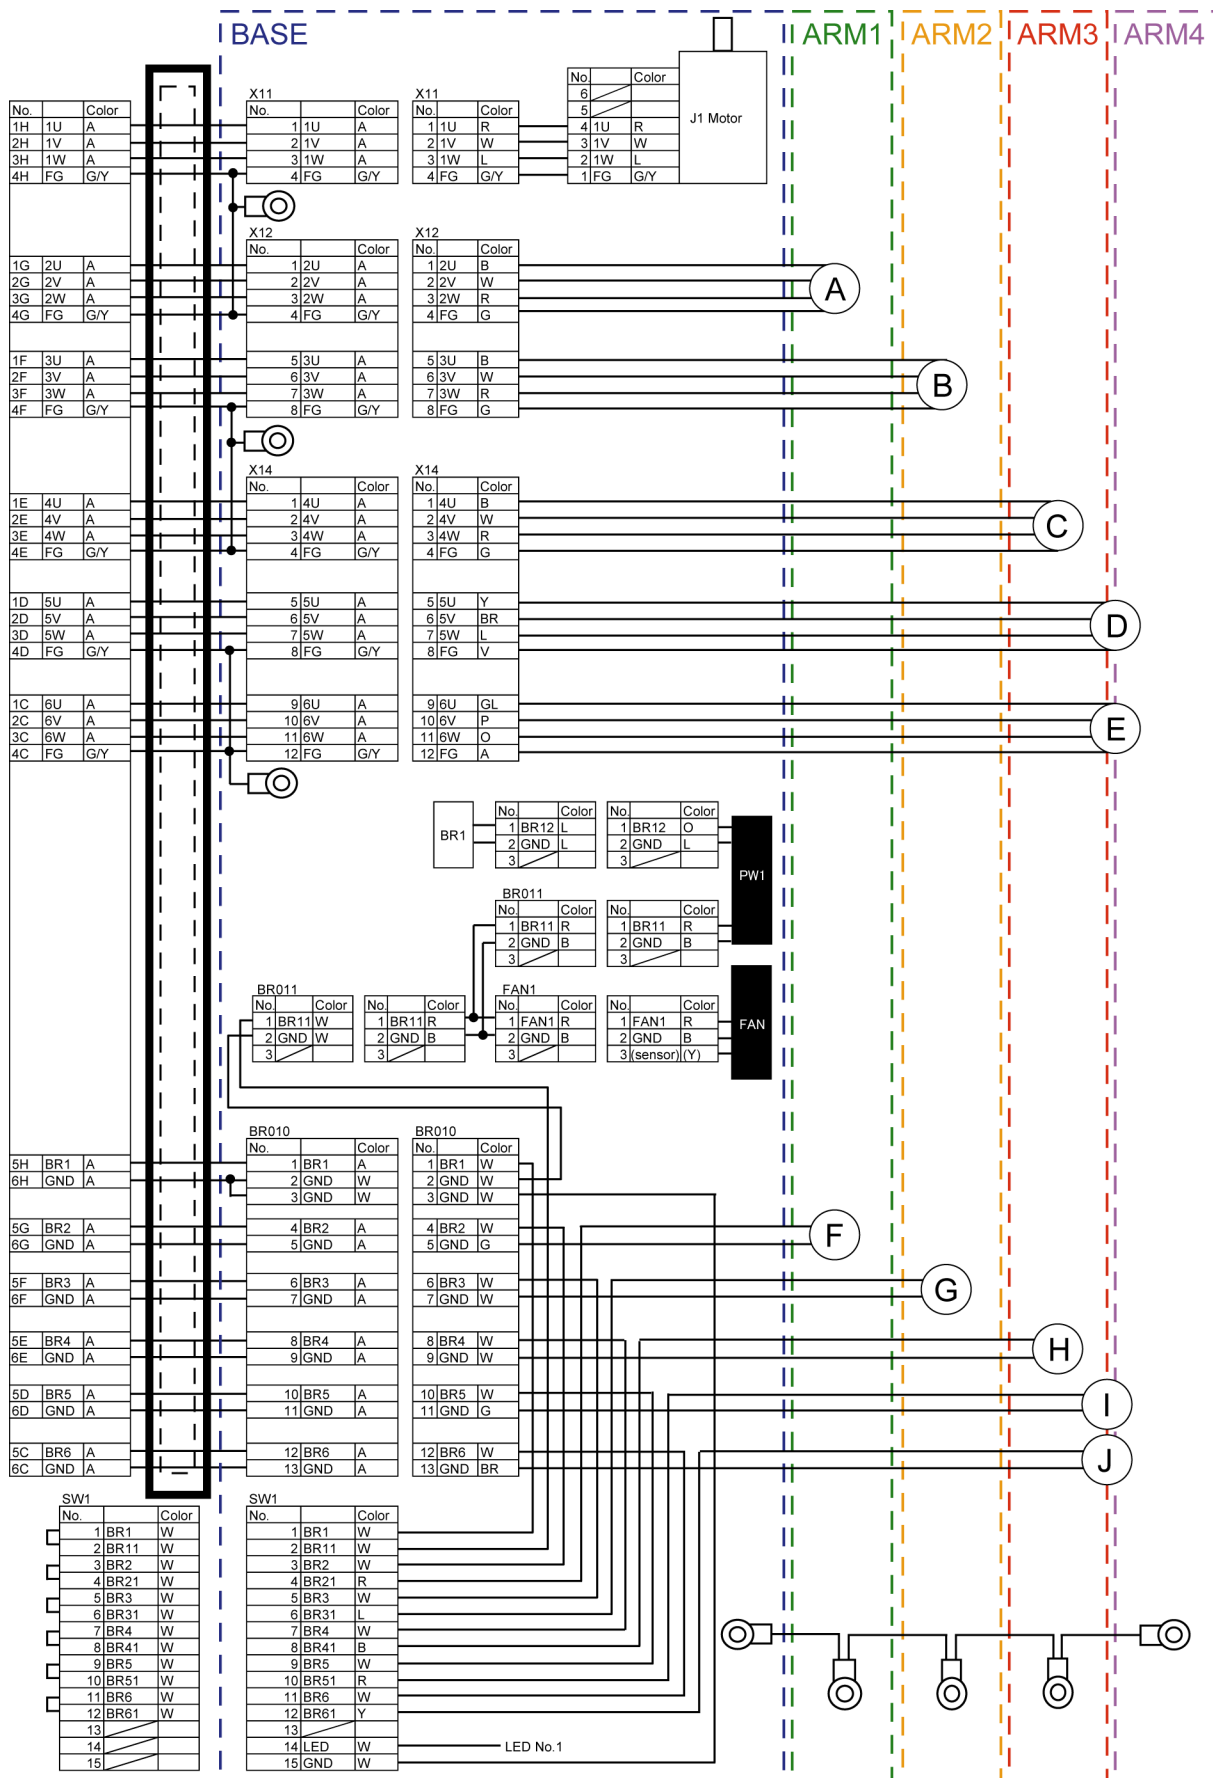 BASE
ARM1
ARM2
ARM3
ARM4
No. Color
6
5
4 1U R
3 1V W
2 1W L
1 FG G/Y
J1 Motor
No. Color
1H 1U A
2H 1V A
3H 1W A
4H FG G/Y
X11
No. Color
1 1U A
2 1V A
3 1W A
4 FG G/Y
X11
No. Color
1 1U R
2 1V W
3 1W L
4 FG G/Y
1G 2U A
2G 2V A
3G 2W A
4G FG G/Y
1F 3U A
2F 3V A
3F 3W A
4F FG G/Y
X12
No. Color
1 2U A
2 2V A
3 2W A
4 FG G/Y
5 3U A
6 3V A
7 3W A
8 FG G/Y
X12
No. Color
1 2U B
2 2V W
3 2W R
4 FG G
5 3U B
6 3V W
7 3W R
8 FG G
A
B
1E 4U A
2E 4V A
3E 4W A
4E FG G/Y
1D 5U A
2D 5V A
3D 5W A
4D FG G/Y
1C 6U A
2C 6V A
3C 6W A
4C FG G/Y
X14
No. Color
1 4U A
2 4V A
3 4W A
4 FG G/Y
5 5U A
6 5V A
7 5W A
8 FG G/Y
9 6U A
10 6V A
11 6W A
12 FG G/Y
X14
No. Color
1 4U B
2 4V W
3 4W R
4 FG G
5 5U Y
6 5V BR
7 5W L
8 FG V
9 6U GL
10 6V P
11 6W O
12 FG A
C
D
E
BR1
No. Color
1 BR12 L
2 GND L
3
No. Color
1 BR12 O
2 GND L
3
PW1
BR011
No. Color
1 BR11 R
2 GND B
3
No. Color
1 BR11 R
2 GND B
3
BR011
No. Color
1 BR11 W
2 GND W
3
No. Color
1 BR11 R
2 GND B
3
FAN1
No. Color
1 FAN1 R
2 GND B
3
No. Color
1 FAN1 R
2 GND B
3 (sensor) (Y)
FAN
5H BR1 A
6H GND A
5G BR2 A
6G GND A
5F BR3 A
6F GND A
5E BR4 A
6E GND A
5D BR5 A
6D GND A
5C BR6 A
6C GND A
BR010
No. Color
1 BR1 A
2 GND W
3 GND W
4 BR2 A
5 GND A
6 BR3 A
7 GND A
8 BR4 A
9 GND A
10 BR5 A
11 GND A
12 BR6 A
13 GND A
BR010
No. Color
1 BR1 W
2 GND W
3 GND W
4 BR2 W
5 GND G
6 BR3 W
7 GND W
8 BR4 W
9 GND W
10 BR5 W
11 GND G
12 BR6 W
13 GND BR
F
G
H
I
J
SW1
No. Color
1 BR1 W
2 BR11 W
3 BR2 W
4 BR21 W
5 BR3 W
6 BR31 W
7 BR4 W
8 BR41 W
9 BR5 W
10 BR51 W
11 BR6 W
12 BR61 W
13
14
15
SW1
No. Color
1 BR1 W
2 BR11 W
3 BR2 W
4 BR21 R
5 BR3 W
6 BR31 L
7 BR4 W
8 BR41 B
9 BR5 W
10 BR51 R
11 BR6 W
12 BR61 Y
13
14 LED W
15 GND W
LED No.1